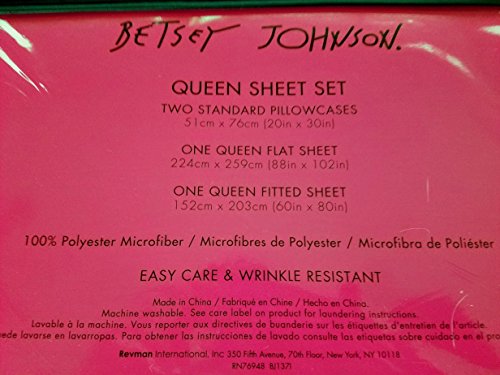 BETSEY JOHNSON.
QUEEN SHEET SET
TWO STANDARD PILLOWCASES
51cm x 76cm (20in x 30in)
ONE QUEEN FLAT SHEET
224cm x 259cm (88in x 102in)
ONE QUEEN FITTED SHEET
152cm x 203cm (60in x 80in)
100% Polyester Microfiber / Microfibres de Polyester / Microfibra de Poliéster
EASY CARE & WRINKLE RESISTANT
Made in China / Fabriqué en Chine / Hecho en China.
Machine washable. See care label on product for laundering instructions.
Lavable à la machine. Vous reporter aux directives de buanderie sur les étiquettes d'entretien de l'article.
uede lavarse en lavarropas. Para obtener las instrucciones de lavado consulte las etiquetas sobre cuidado en el pro
Revman International, Inc 350 Fifth Avenue, 70th Floor, New York, NY 10118
RN76948 BJ1371